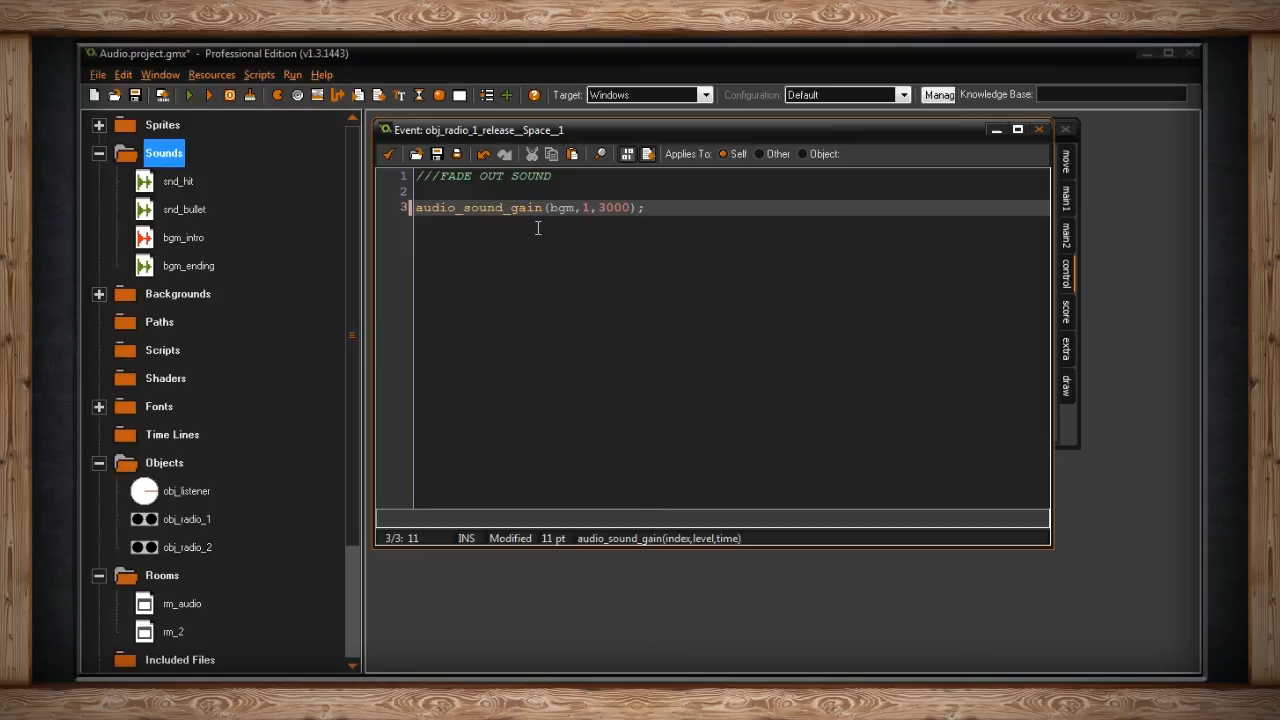 Audio.project.gmx* - Professional Edition (v1.3.1443)
File Edit Window Resources Scripts Run Help
Target: Windows Configuration: Default Manag Knowledge Base:
Sprites
Sounds
snd_hit
snd_bullet
bgm_intro
bgm_ending
Backgrounds
Paths
Scripts
Shaders
Fonts
Time Lines
Objects
obj_listener
obj_radio_1
obj_radio_2
Rooms
rm_audio
rm_2
Included Files
Event: obj_radio_1_release__Space__1
Applies To: Self Other Object:
1 ///FADE OUT SOUND
2
3 audio_sound_gain(bgm,1,3000);
3/3: 11 INS Modified 11 pt audio_sound_gain(index,level,time)
move
main1
main2
control
score
extra
draw